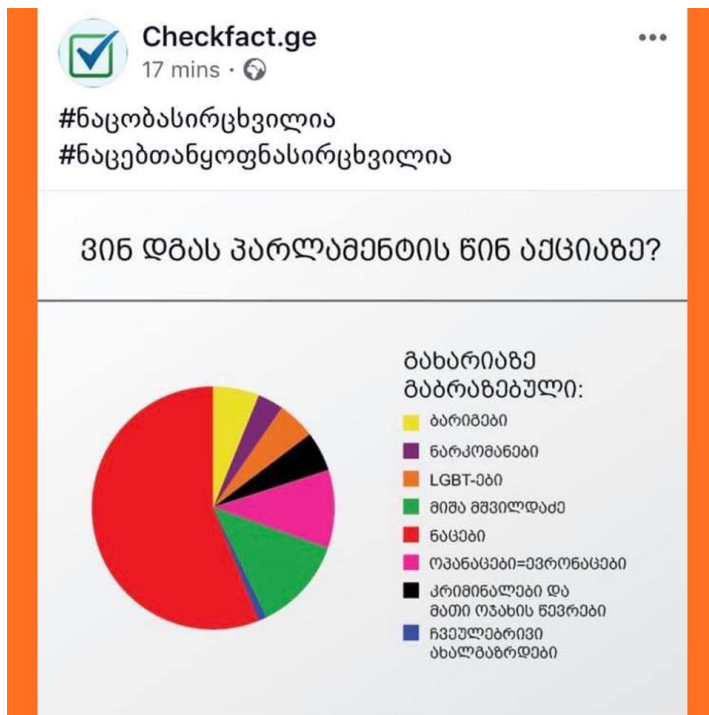 Checkfact.ge
17 mins ·
#ნაცობასირცხვილია
#ნაცებთანყოფნასირცხვილია
ვინ დგას პარლამენტის წინ აქციაზე?
გახარიაზე
გაბრაზებული:
ბარიგები
ნარკომანები
LGBT-ები
მიშა მშვილდაძე
ნაცები
ოპანაცები=ევრონაცები
კრიმინალები და
მათი ოჯახის წევრები
ჩვეულებრივი
ახალგაზრდები